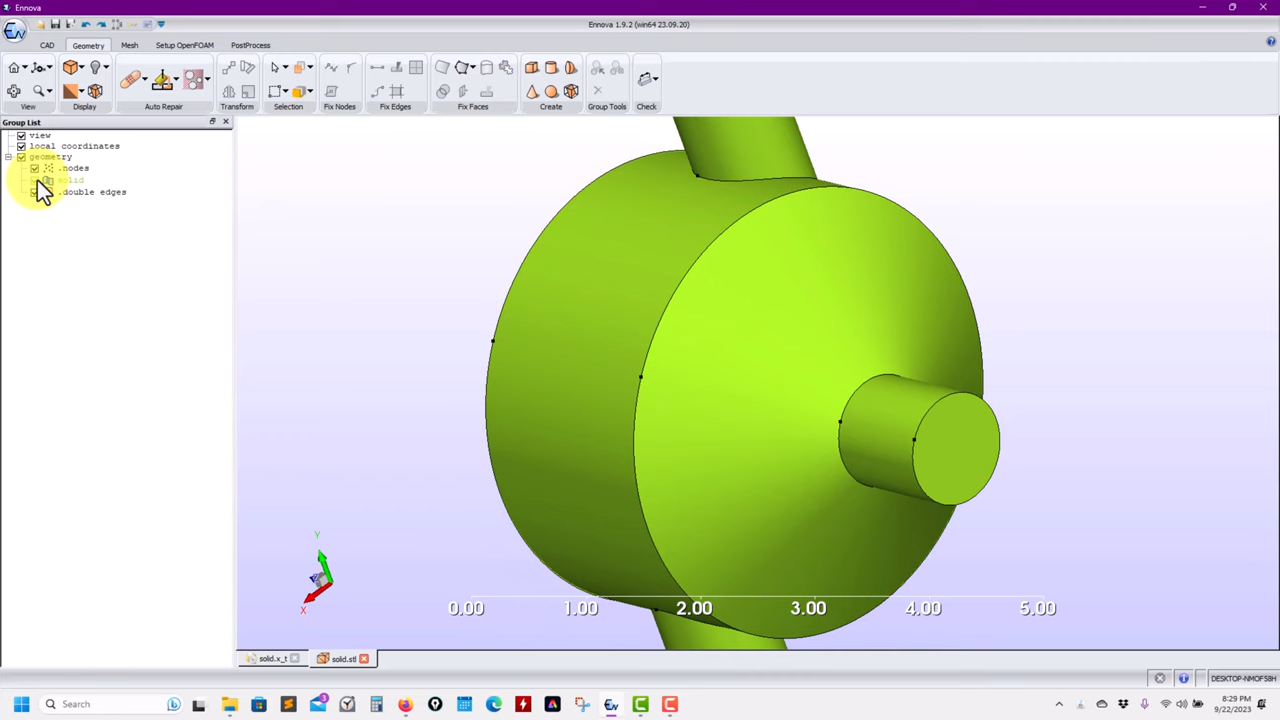 Ennova
Ennova 1.9.2 (win64 23.09.20)
CAD Geometry Mesh Setup OpenFOAM PostProcess
View Display Auto Repair Transform Selection Fix Nodes Fix Edges Fix Faces Create Group Tools Check
Group List
view
local coordinates
geometry
.nodes
solid
.double edges
Y
X
0,00 1.00 2.00 3.00 4.00 5.00
solid.x_t solid.stl
DESKTOP-NMOF58H
Search
3
8:29 PM
9/22/2023